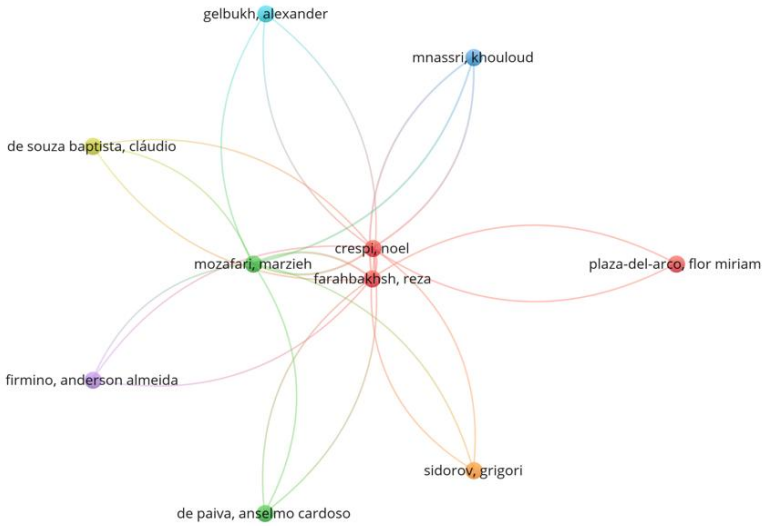 gelbukh, alexander
mnassri, khouloud
de souza baptista, cláudio
crespi, noel
mozafari, marzieh
plaza-del-arco, flor miriam
farahbakhsh, reza
firmino, anderson almeida
sidorov, grigori
de paiva, anselmo cardoso